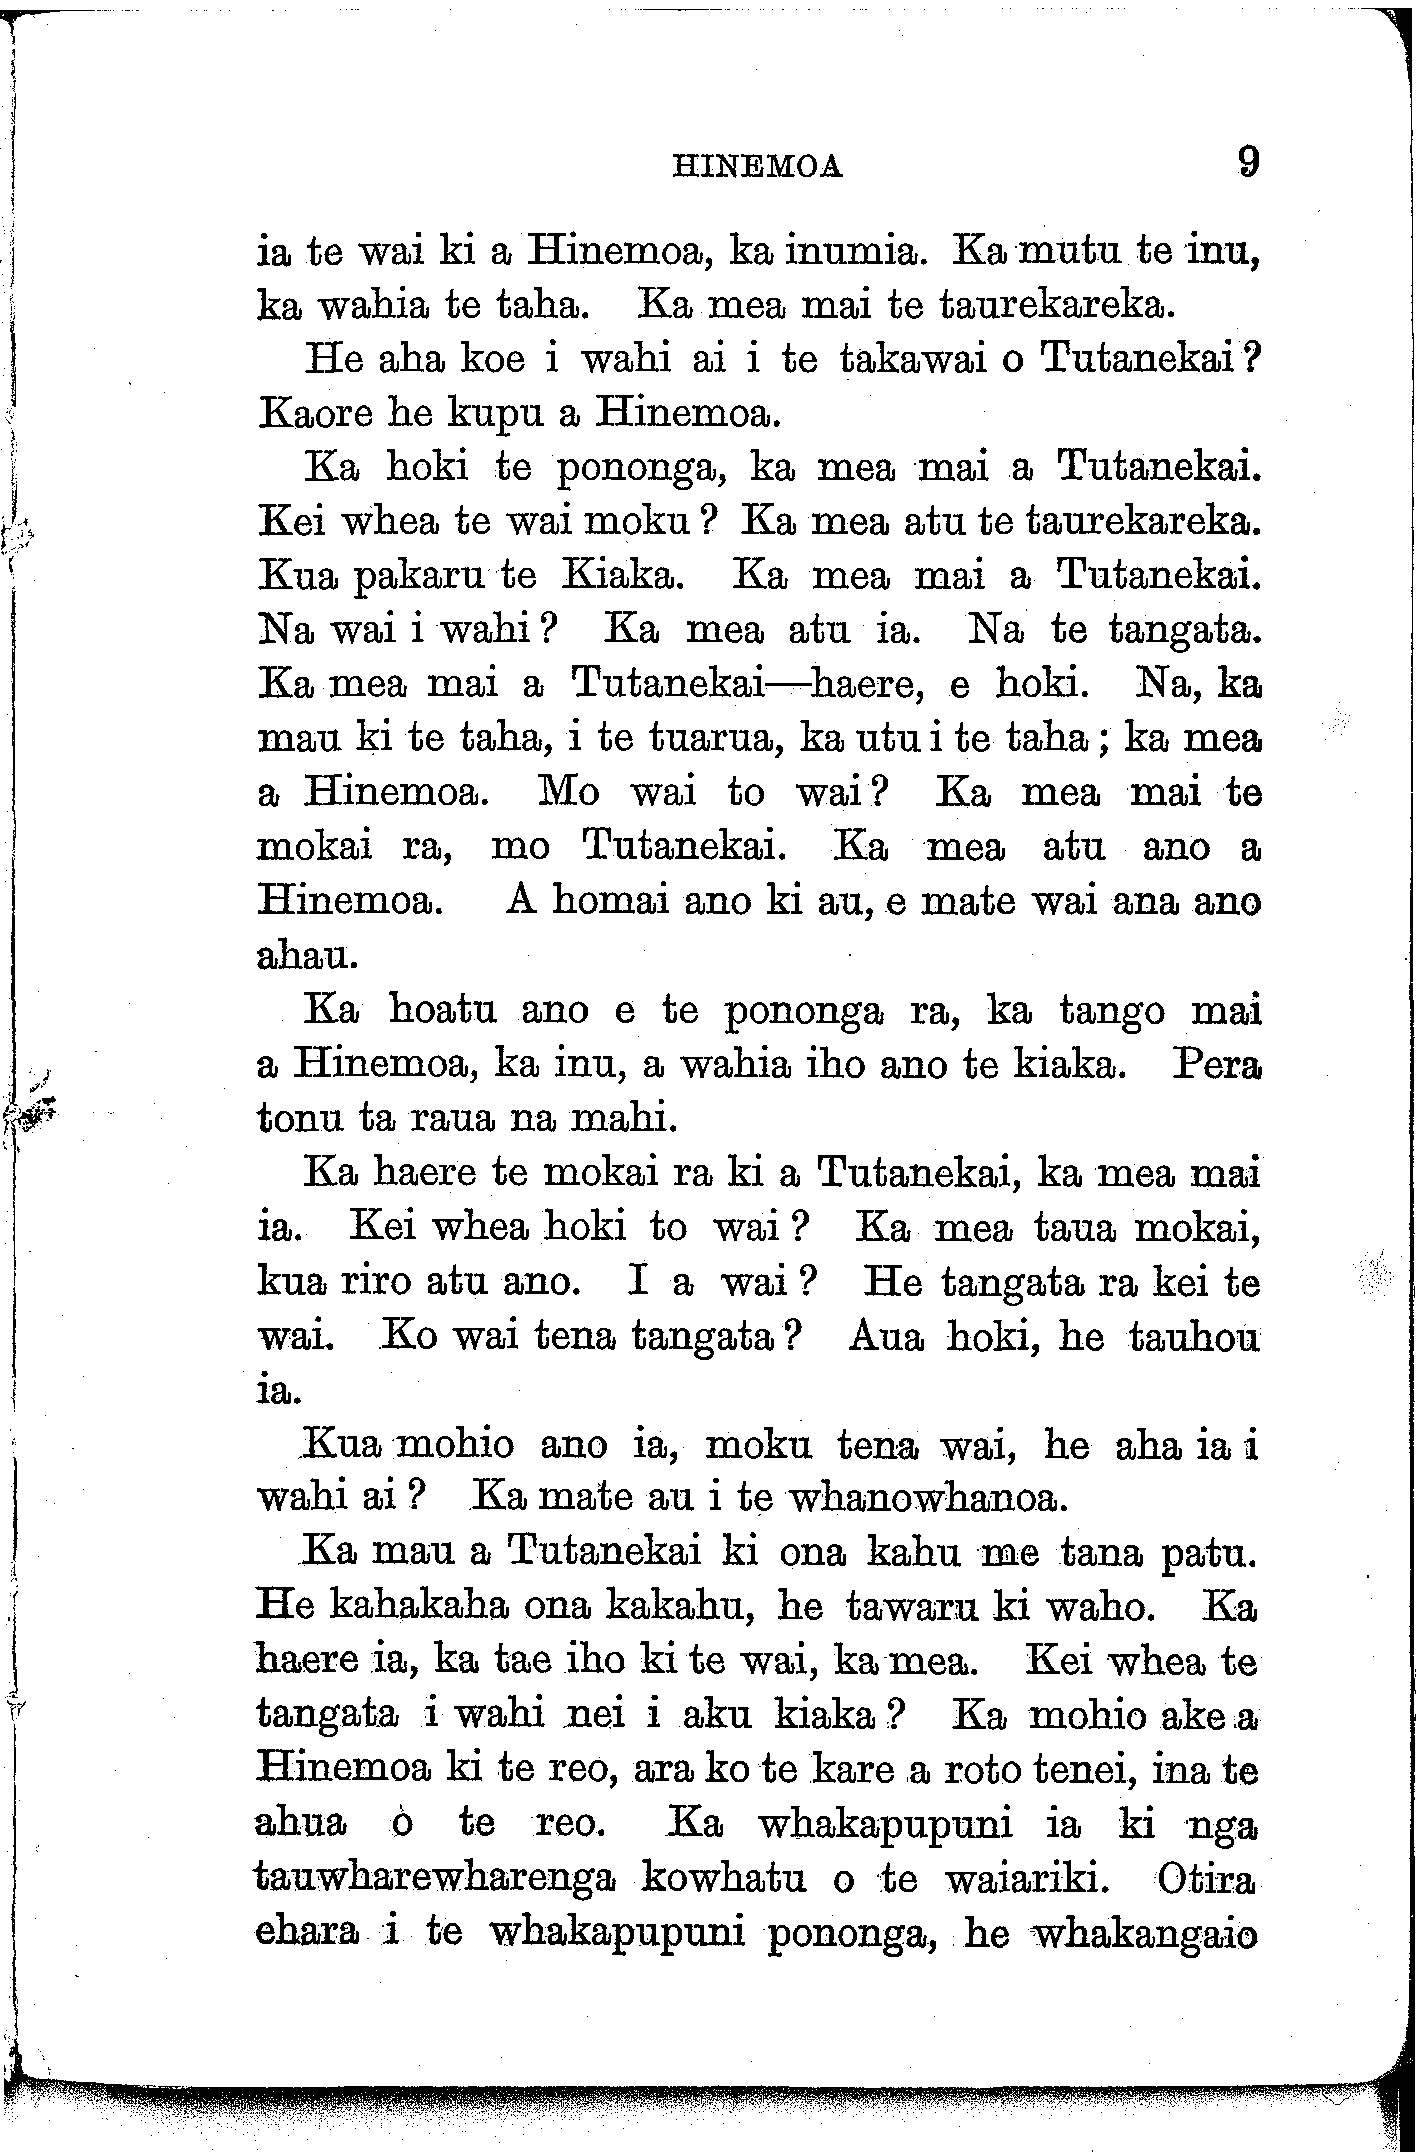 HINEMOA 9
ia te wai ki a Hinemoa, ka inumia. Ka mutu te inu,
ka wahia te taha. Ka mea mai te taurekareka.
He aha koe i wahi ai i te takawai o Tutanekai?
Kaore he kupu a Hinemoa.
Ka hoki te pononga, ka mea mai a Tutanekai.
Kei whea te wai moku? Ka mea atu te taurekareka.
Kua pakaru te Kiaka. Ka mea mai a Tutanekai.
Na wai i wahi? Ka mea atu ia. Na te tangata.
Ka mea mai a Tutanekai—haere, e hoki. Na, ka
mau ki te taha, i te tuarua, ka utu i te taha; ka mea
a Hinemoa. Mo wai to wai? Ka mea mai te
mokai ra, mo Tutanekai. Ka mea atu ano a
Hinemoa. A homai ano ki au, e mate wai ana ano
ahau.
Ka hoatu ano e te pononga ra, ka tango mai
a Hinemoa, ka inu, a wahia iho ano te kiaka. Pera
tonu ta raua na mahi.
Ka haere te mokai ra ki a Tutanekai, ka mea mai
ia. Kei whea hoki to wai? Ka mea taua mokai,
kua riro atu ano. I a wai? He tangata ra kei te
wai. Ko wai tena tangata? Aua hoki, he tauhou
ia.
Kua mohio ano ia, moku tena wai, he aha ia i
wahi ai? Ka mate au i te whanowhanoa.
Ka mau a Tutanekai ki ona kahu me tana patu.
He kahakaha ona kakahu, he tawaru ki waho. Ka
haere ia, ka tae iho ki te wai, ka mea. Kei whea te
tangata i wahi nei i aku kiaka? Ka mohio ake a
Hinemoa ki te reo, ara ko te kare a roto tenei, ina te
ahua o te reo. Ka whakapupuni ia ki nga
tauwharewharenga kowhatu o te waiariki. Otira
ehara i te whakapupuni pononga, he whakangaio